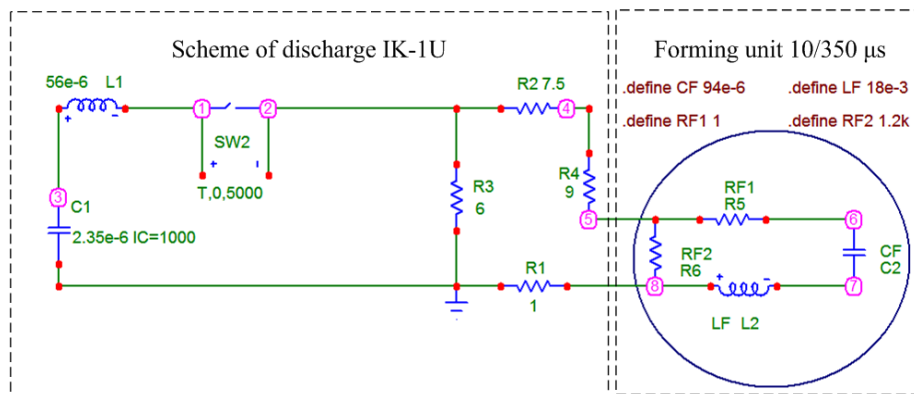 Scheme of discharge IK-1U
Forming unit 10/350 μs
56e-6 L1
R2 7.5
.define CF 94e-6 .define LF 18e-3
.define RF1 1 .define RF2 1.2k
1
2
4
SW2
+ -
T,0,5000
R4
9
R3
6
3
C1
2.35e-6 IC=1000
+ -
5
RF1
R5
6
RF2
R6
CF
C2
R1
1
8
+ -
7
LF L2